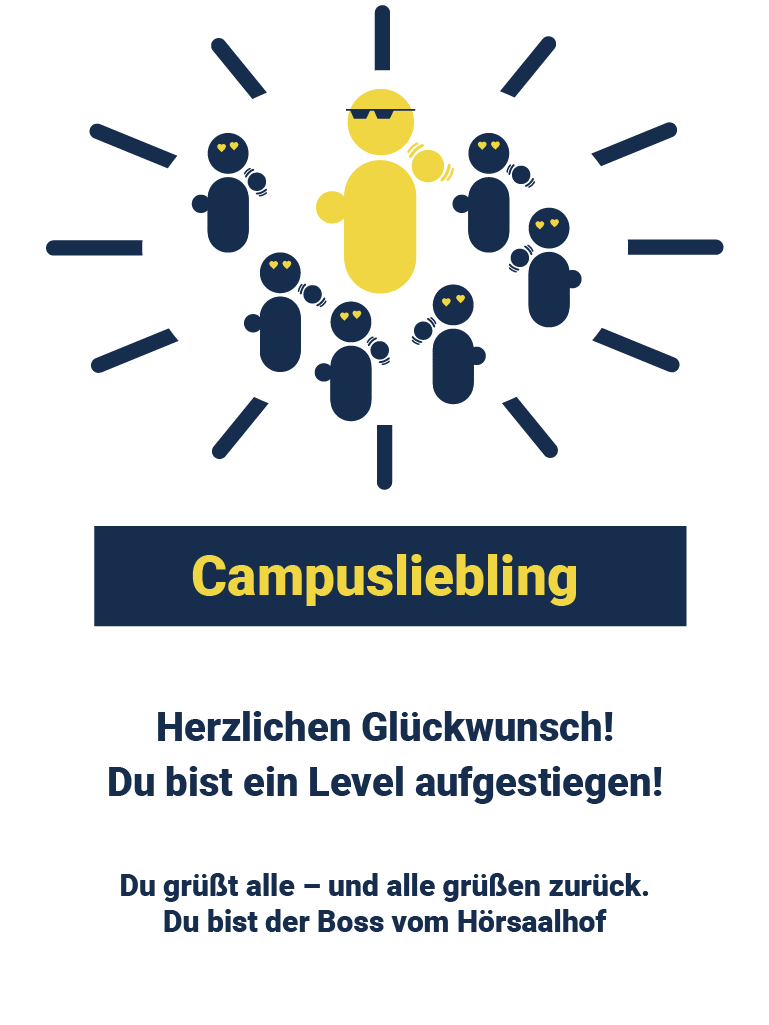 Campusliebling
Herzlichen Glückwunsch!
Du bist ein Level aufgestiegen!
Du grüßt alle – und alle grüßen zurück.
Du bist der Boss vom Hörsaalhof